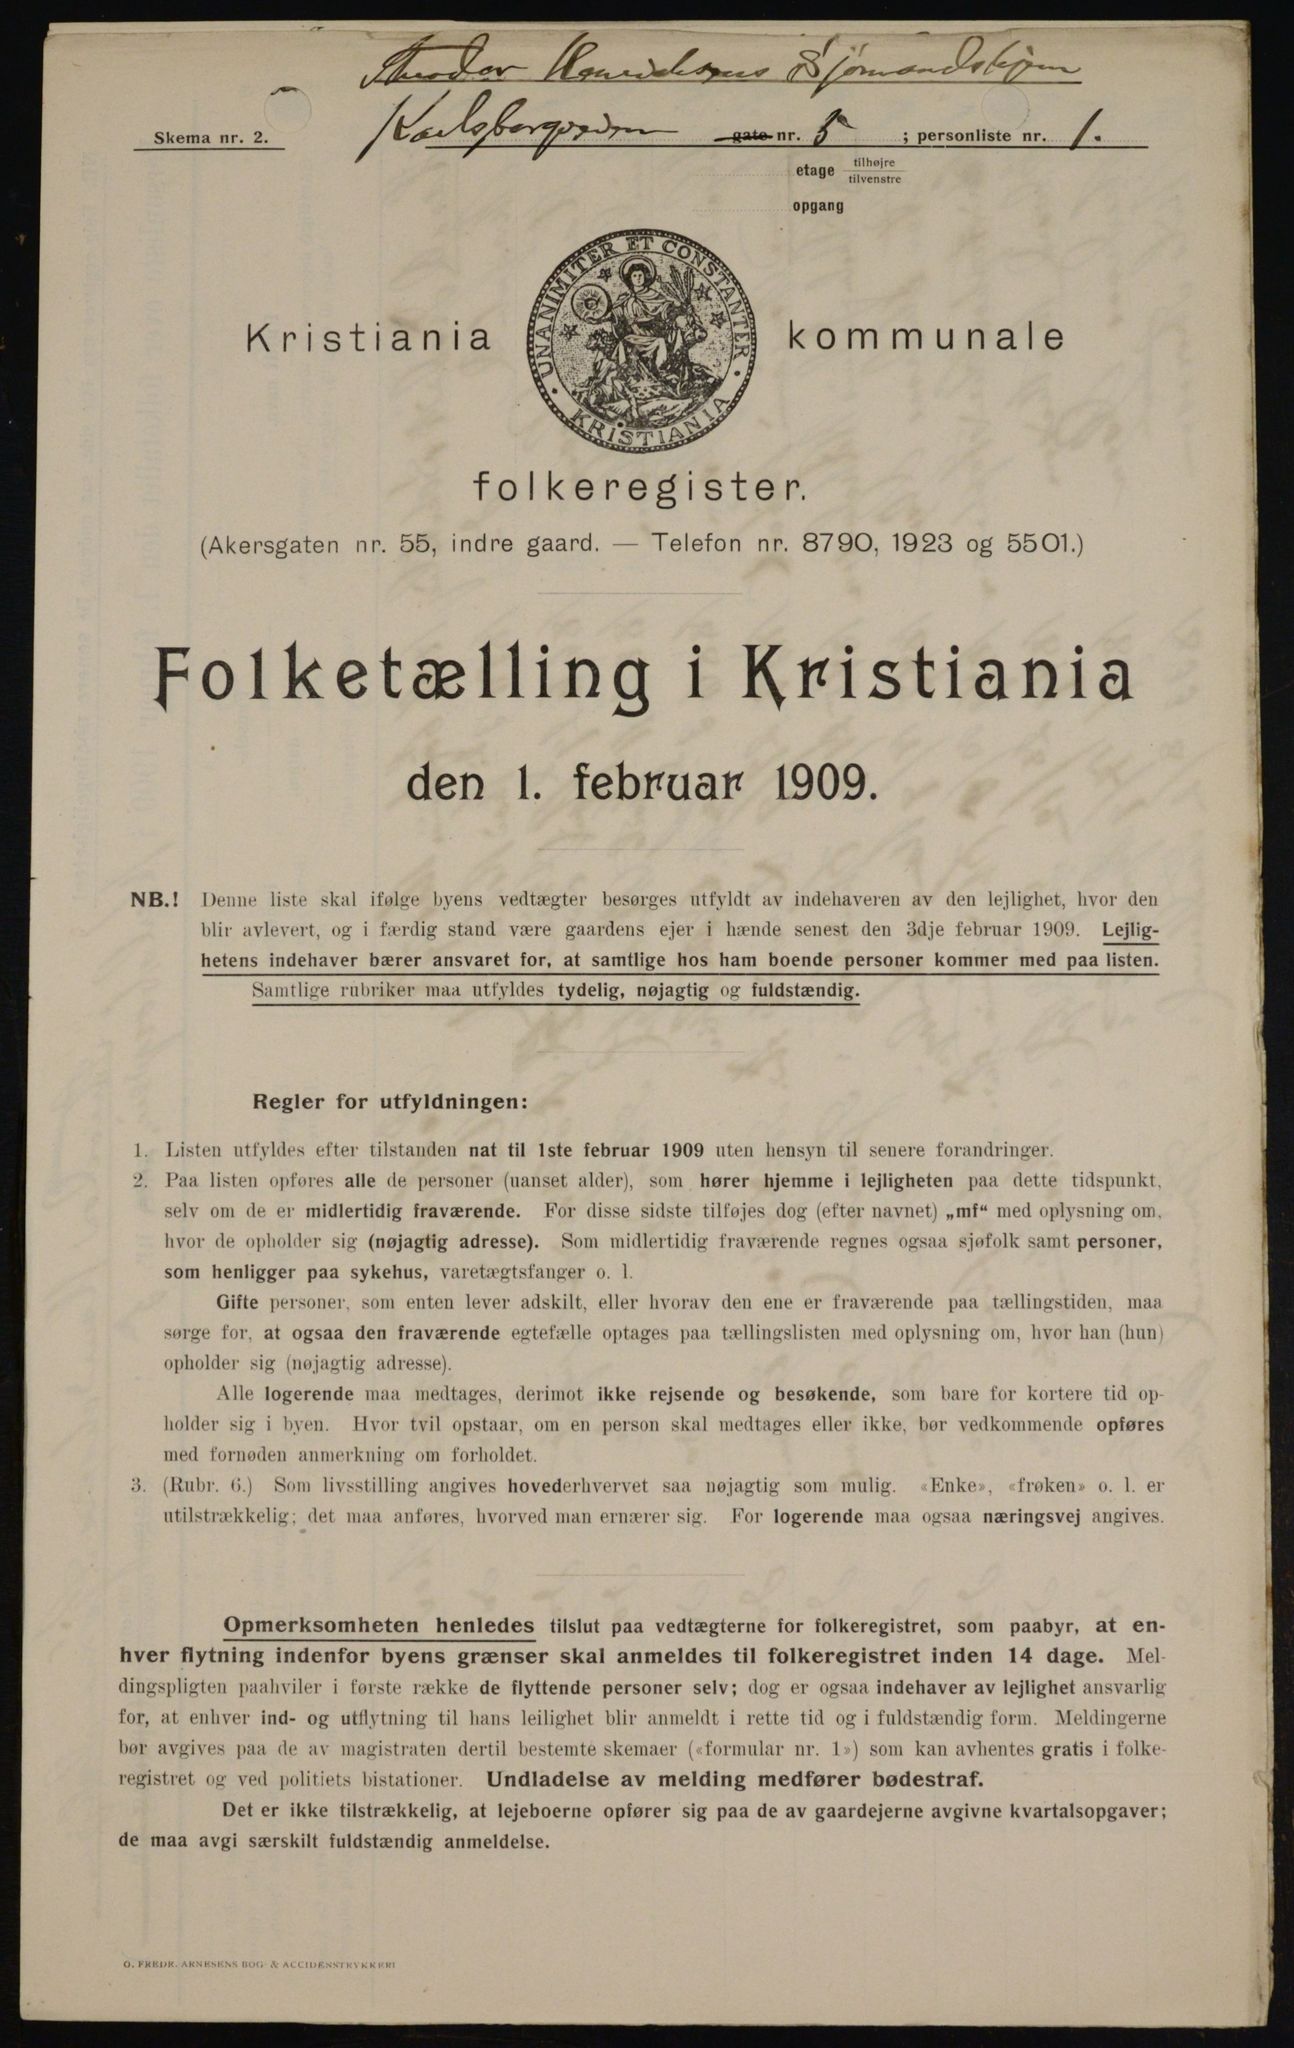 Theodor Henrichsens Sjømandshjem
Skema nr. 2.
Karlsborgveien gate nr. 5 ; personliste nr. 1.
etage tilhøjre
tilvenstre
opgang
UNANIMITER ET CONSTANTER
KRISTIANIA
Kristiania kommunale
folkeregister.
(Akersgaten nr. 55, indre gaard. — Telefon nr. 8790, 1923 og 5501.)
Folketælling i Kristiania
den 1. februar 1909.
NB.! Denne liste skal ifølge byens vedtægter besørges utfyldt av indehaveren av den lejlighet, hvor den
blir avlevert, og i færdig stand være gaardens ejer i hænde senest den 3dje februar 1909. Lejlig-
hetens indehaver bærer ansvaret for, at samtlige hos ham boende personer kommer med paa listen.
Samtlige rubriker maa utfyldes tydelig, nøjagtig og fuldstændig.
Regler for utfyldningen:
1. Listen utfyldes efter tilstanden nat til 1ste februar 1909 uten hensyn til senere forandringer.
2. Paa listen opføres alle de personer (uanset alder), som hører hjemme i lejligheten paa dette tidspunkt,
selv om de er midlertidig fraværende. For disse sidste tilføjes dog (efter navnet) „mf“ med oplysning om,
hvor de opholder sig (nøjagtig adresse). Som midlertidig fraværende regnes ogsaa sjøfolk samt personer,
som henligger paa sykehus, varetægtsfanger o. l.
Gifte personer, som enten lever adskilt, eller hvorav den ene er fraværende paa tællingstiden, maa
sørge for, at ogsaa den fraværende egtefælle optages paa tællingslisten med oplysning om, hvor han (hun)
opholder sig (nøjagtig adresse).
Alle logerende maa medtages, derimot ikke rejsende og besøkende, som bare for kortere tid op-
holder sig i byen. Hvor tvil opstaar, om en person skal medtages eller ikke, bør vedkommende opføres
med fornøden anmerkning om forholdet.
3. (Rubr. 6.) Som livsstilling angives hovederhvervet saa nøjagtig som mulig. «Enke», «frøken» o. l. er
utilstrækkelig; det maa anføres, hvorved man ernærer sig. For logerende maa ogsaa næringsvej angives.
Opmerksomheten henledes tilslut paa vedtægterne for folkeregistret, som paabyr, at en-
hver flytning indenfor byens grænser skal anmeldes til folkeregistret inden 14 dage. Mel-
dingspligten paahviler i første række de flyttende personer selv; dog er ogsaa indehaver av lejlighet ansvarlig
for, at enhver ind- og utflytning til hans leilighet blir anmeldt i rette tid og i fuldstændig form. Meldingerne
bør avgives paa de av magistraten dertil bestemte skemaer («formular nr. 1») som kan avhentes gratis i folke-
registret og ved politiets bistationer. Undladelse av melding medfører bødestraf.
Det er ikke tilstrækkelig, at lejeboerne opfører sig paa de av gaardejerne avgivne kvartalsopgaver;
de maa avgi særskilt fuldstændig anmeldelse.
O. FREDR. ARNESENS BOG- & ACCIDENSTRYKKERI